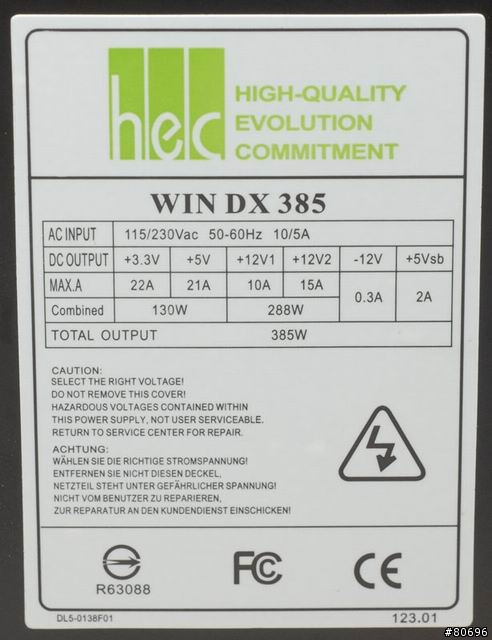 hec
HIGH-QUALITY
EVOLUTION
COMMITMENT
WIN DX 385
AC INPUT 115/230Vac 50-60Hz 10/5A
DC OUTPUT +3.3V +5V +12V1 +12V2 -12V +5Vsb
MAX.A 22A 21A 10A 15A 0.3A 2A
Combined 130W 288W
TOTAL OUTPUT 385W
CAUTION:
SELECT THE RIGHT VOLTAGE!
DO NOT REMOVE THIS COVER!
HAZARDOUS VOLTAGES CONTAINED WITHIN
THIS POWER SUPPLY, NOT USER SERVICEABLE.
RETURN TO SERVICE CENTER FOR REPAIR.
ACHTUNG:
WÄHLEN SIE DIE RICHTIGE STROMSPANNUNG!
ENTFERNEN SIE NICHT DIESEN DECKEL,
NETZTEIL STEHT UNTER GEFÄHRLICHER SPANNUNG!
NICHT VOM BENUTZER ZU REPARIEREN,
ZUR REPARATUR AN DEN KUNDENDIENST EINSCHICKEN!
R63088
FC
CE
DL5-0138F01
123.01
#80696